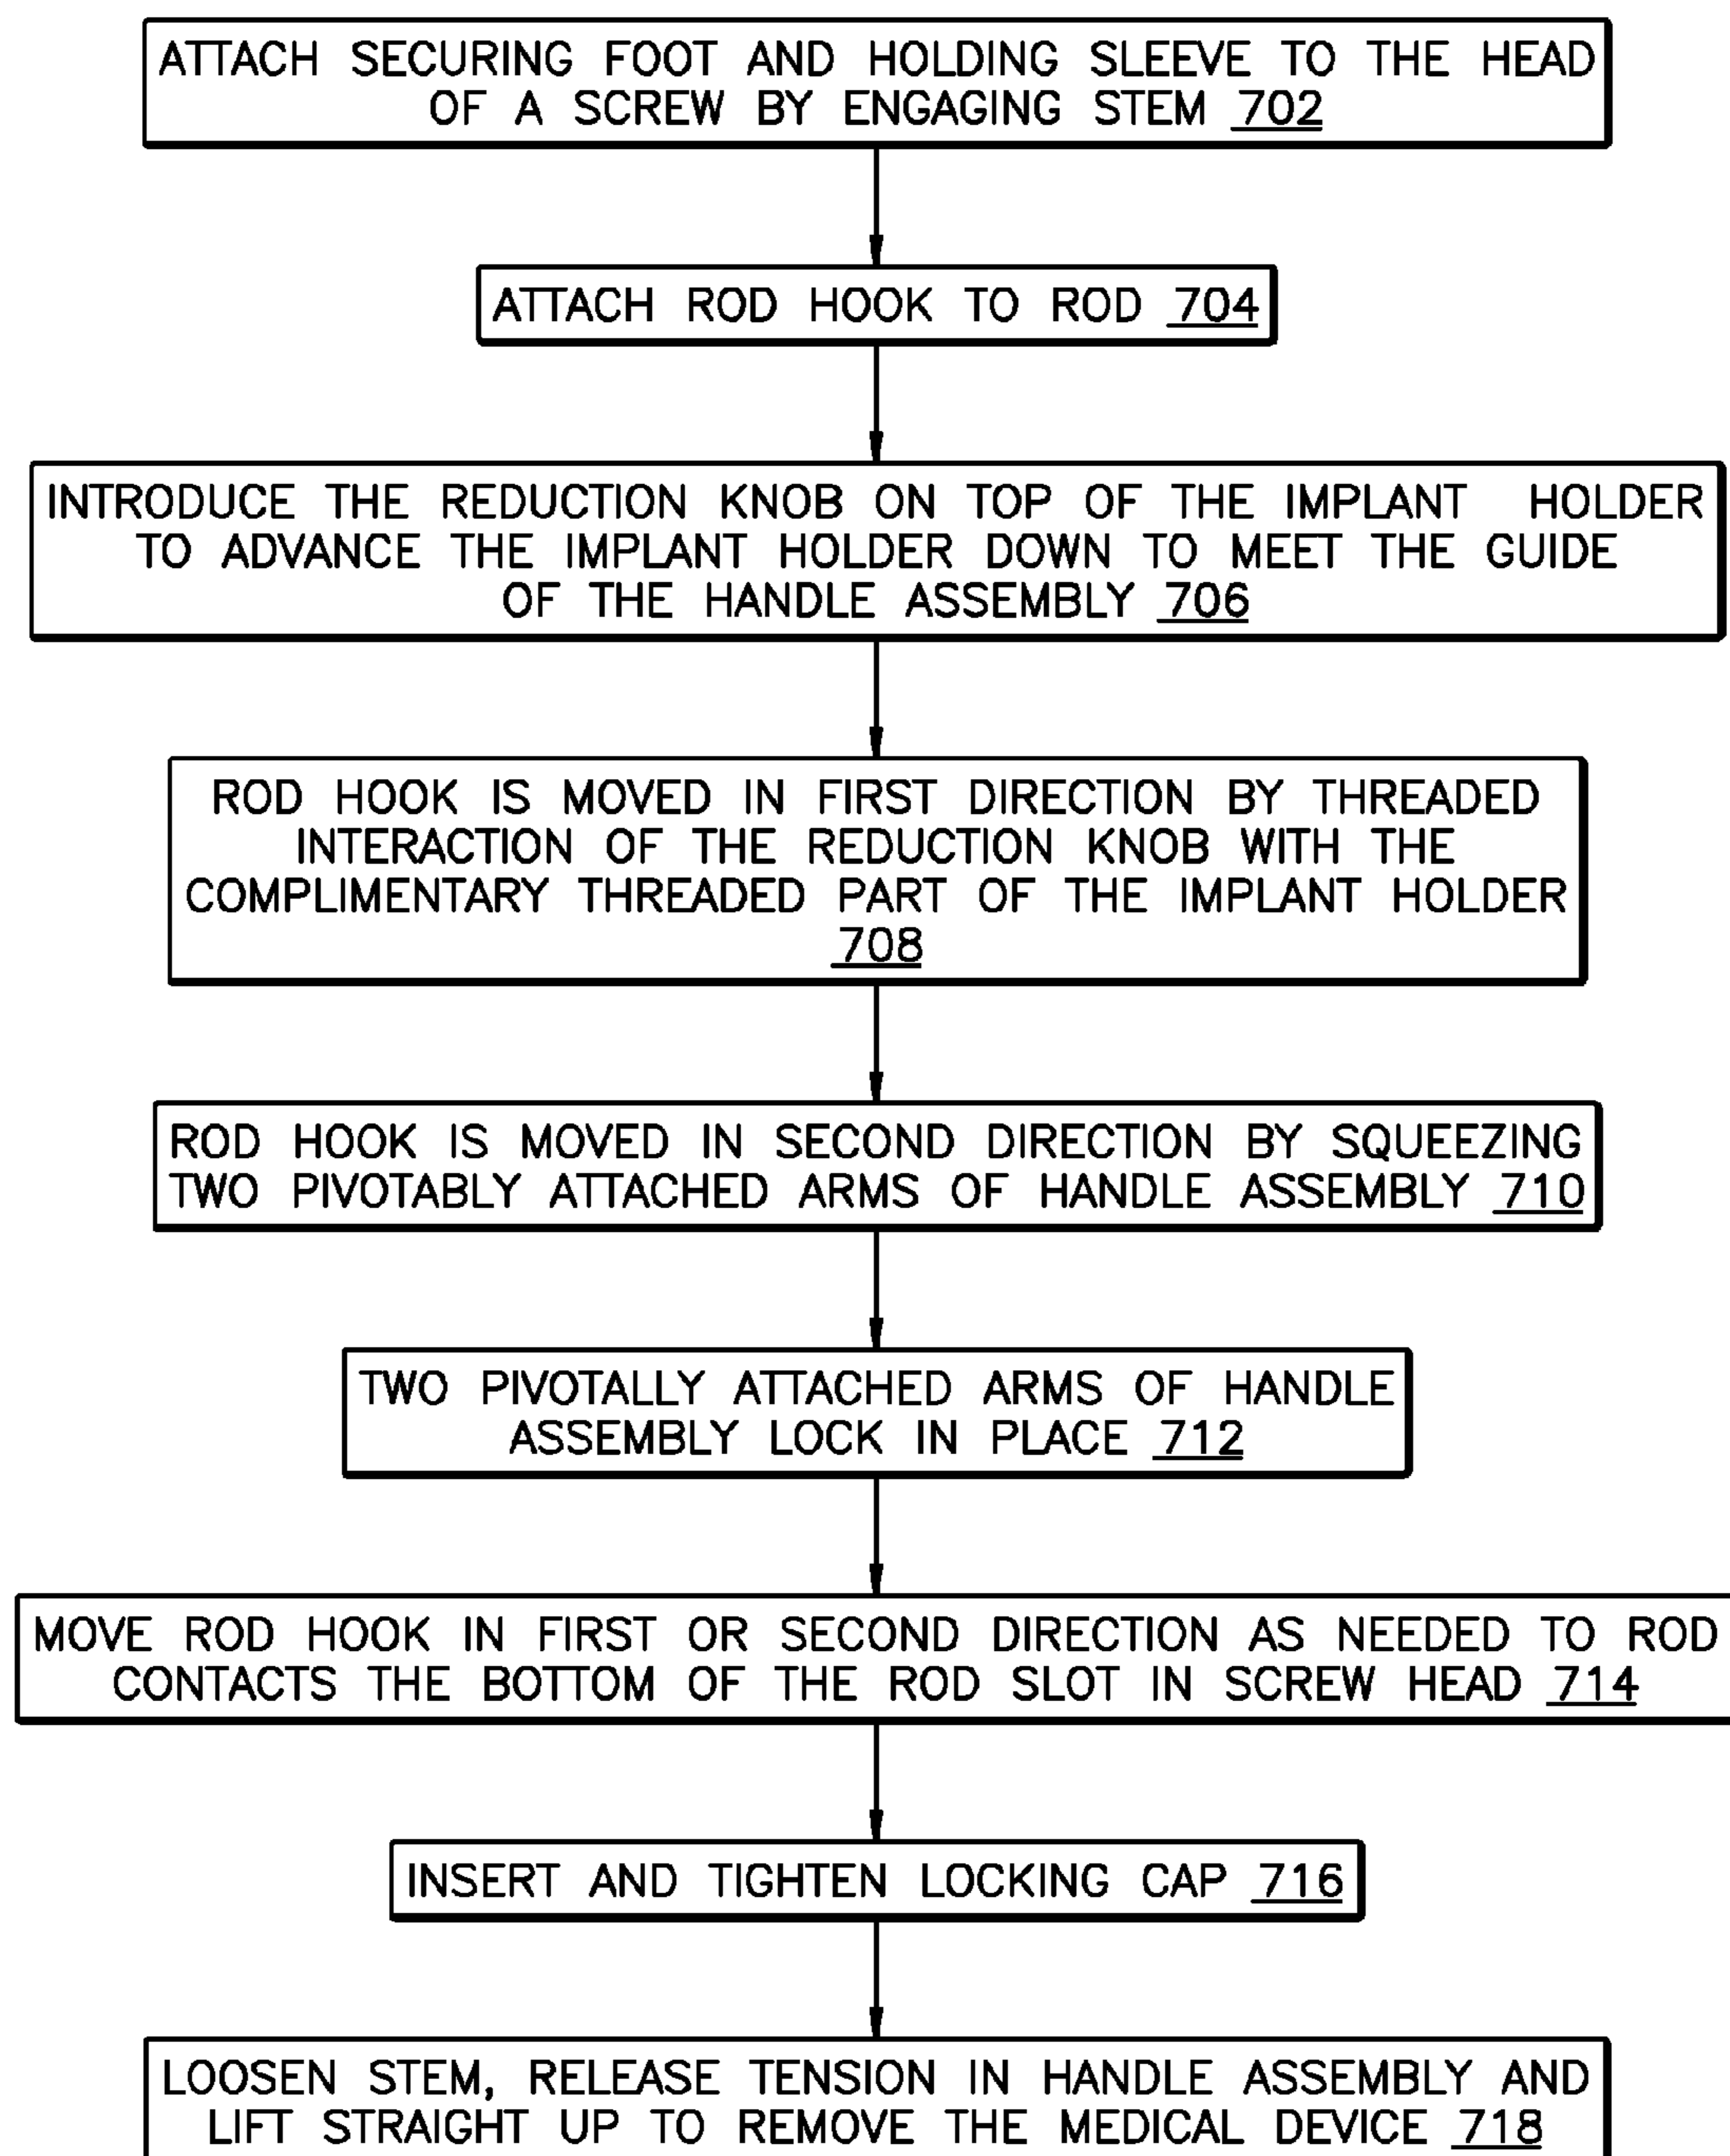 ATTACH SECURING FOOT AND HOLDING SLEEVE TO THE HEAD
OF A SCREW BY ENGAGING STEM 702
ATTACH ROD HOOK TO ROD 704
INTRODUCE THE REDUCTION KNOB ON TOP OF THE IMPLANT HOLDER
TO ADVANCE THE IMPLANT HOLDER DOWN TO MEET THE GUIDE
OF THE HANDLE ASSEMBLY 706
ROD HOOK IS MOVED IN FIRST DIRECTION BY THREADED
INTERACTION OF THE REDUCTION KNOB WITH THE
COMPLIMENTARY THREADED PART OF THE IMPLANT HOLDER
708
ROD HOOK IS MOVED IN SECOND DIRECTION BY SQUEEZING
TWO PIVOTABLY ATTACHED ARMS OF HANDLE ASSEMBLY 710
TWO PIVOTALLY ATTACHED ARMS OF HANDLE
ASSEMBLY LOCK IN PLACE 712
MOVE ROD HOOK IN FIRST OR SECOND DIRECTION AS NEEDED TO ROD
CONTACTS THE BOTTOM OF THE ROD SLOT IN SCREW HEAD 714
INSERT AND TIGHTEN LOCKING CAP 716
LOOSEN STEM, RELEASE TENSION IN HANDLE ASSEMBLY AND
LIFT STRAIGHT UP TO REMOVE THE MEDICAL DEVICE 718